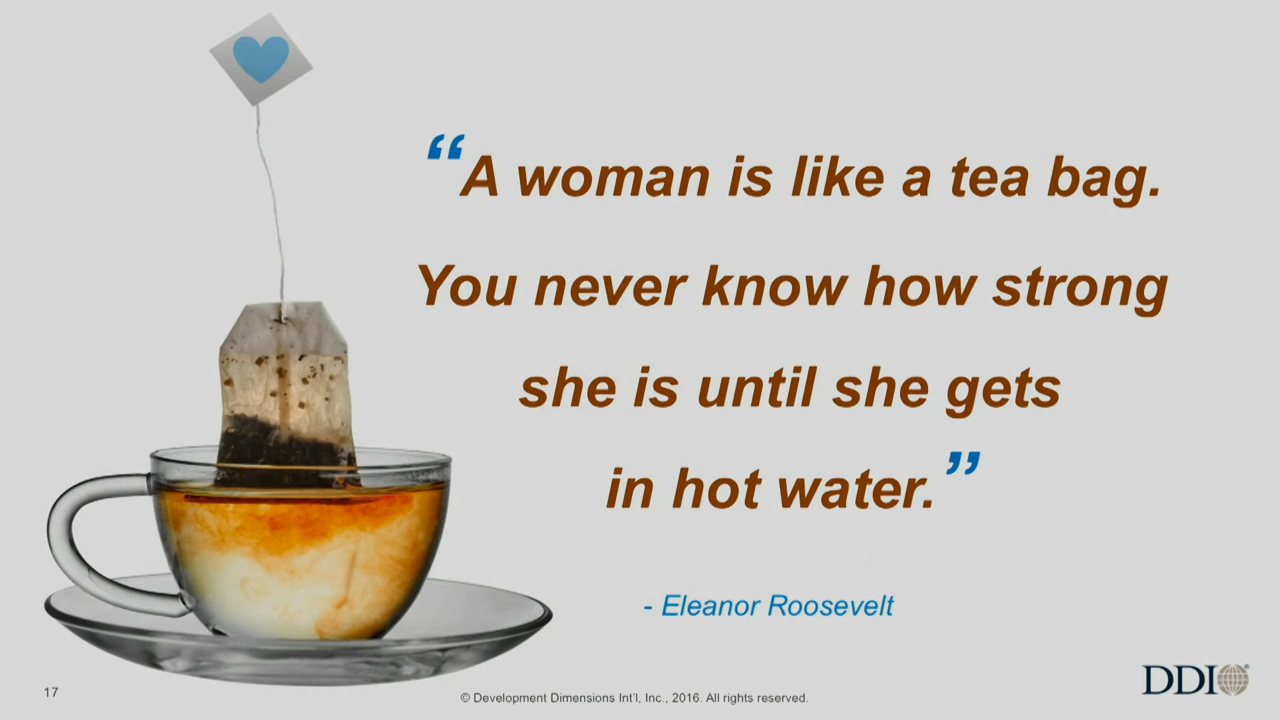 “A woman is like a tea bag.
You never know how strong
she is until she gets
in hot water.”
- Eleanor Roosevelt
17
© Development Dimensions Int'l, Inc., 2016. All rights reserved.
DDI